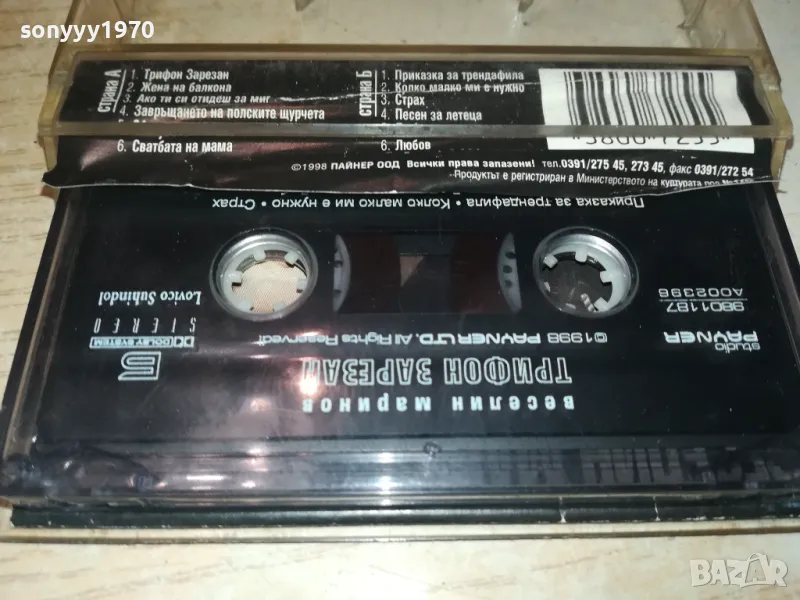 sonyyy1970
страна А
1. Трифон Зарезан
2. Жена на балкона
3. Ако ти си отидеш за миг
4. Завръщането на полските щурчета
6. Сватбата на мама
страна Б
1. Приказка за трендафила
2. Колко малко ми е нужно
3. Страх
4. Песен за летеца
6. Любов
©1998 ПАЙНЕР ООД Всички права запазени! тел.0391/275 45, 273 45, факс 0391/272 54
Продуктът е регистриран в Министерството на културата
Приказка за трендафила • Колко малко ми е нужно • Страх
Lovico Suhindol
STEREO
DOLBY SYSTEM
Б
9801187
A002396
studio
PAYNER
©1998 PAYNER LTD. All Rights Reserved!
ТРИФОН ЗАРЕЗАН
веселин маринов
BAZAR